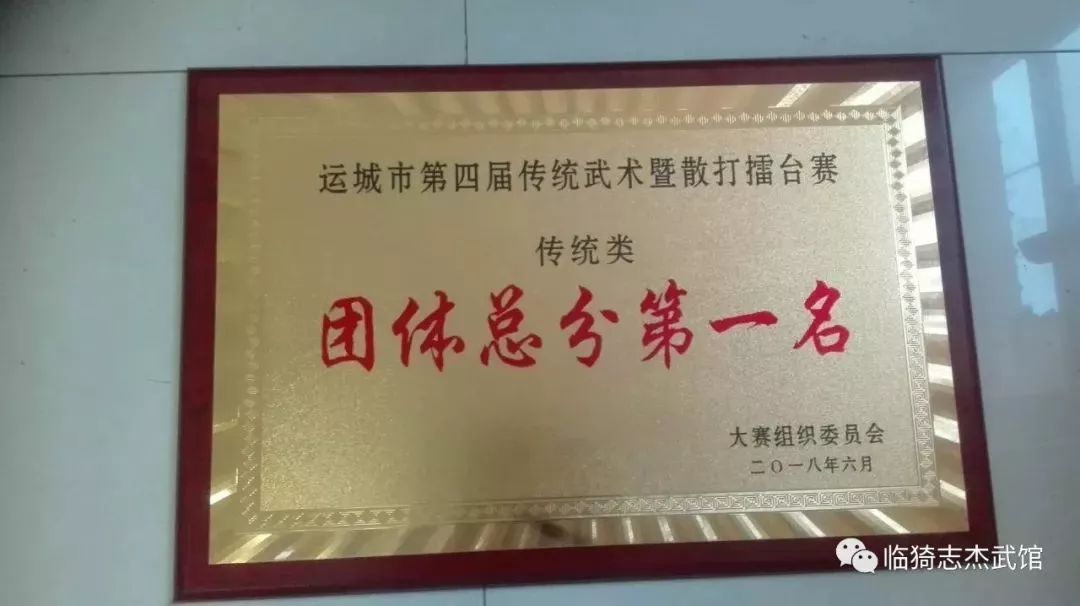 运城市第四届传统武术暨散打擂台赛
传统类
团体总分第一名
大赛组织委员会
二〇一八年六月
临猗志杰武馆